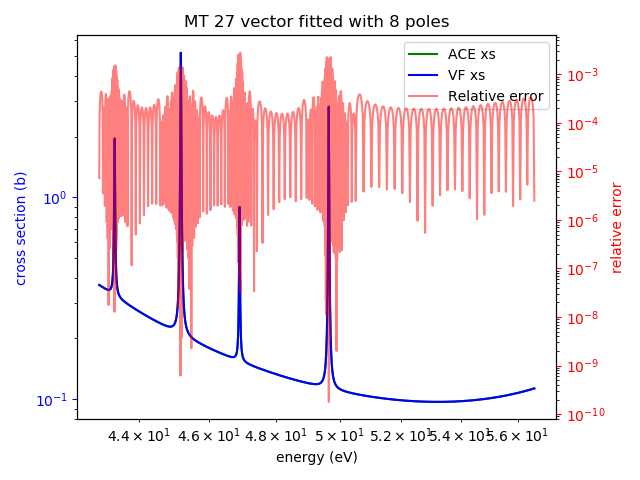 MT 27 vector fitted with 8 poles
ACE xs
VF xs
Relative error
cross section (b)
10⁰
10⁻¹
relative error
10⁻³
10⁻⁴
10⁻⁵
10⁻⁶
10⁻⁷
10⁻⁸
10⁻⁹
10⁻¹⁰
4.4 × 10¹ 4.6 × 10¹ 4.8 × 10¹ 5 × 10¹ 5.2 × 10¹ 5.4 × 10¹ 5.6 × 10¹
energy (eV)